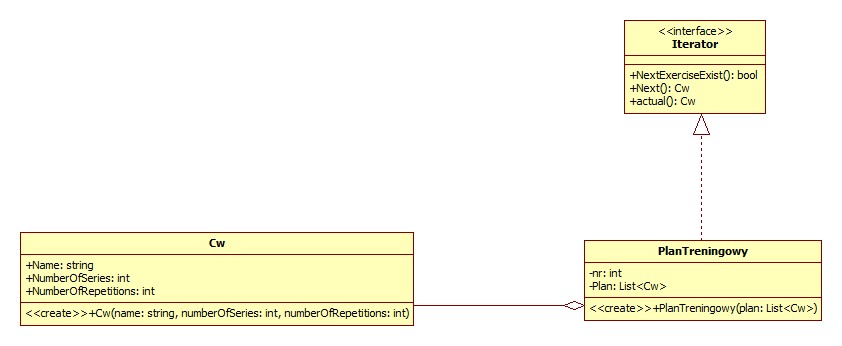 <<interface>>
Iterator
+NextExerciseExist(): bool
+Next(): Cw
+actual(): Cw
Cw
+Name: string
+NumberOfSeries: int
+NumberOfRepetitions: int
<<create>>+Cw(name: string, numberOfSeries: int, numberOfRepetitions: int)
PlanTreningowy
-nr: int
-Plan: List<Cw>
<<create>>+PlanTreningowy(plan: List<Cw>)